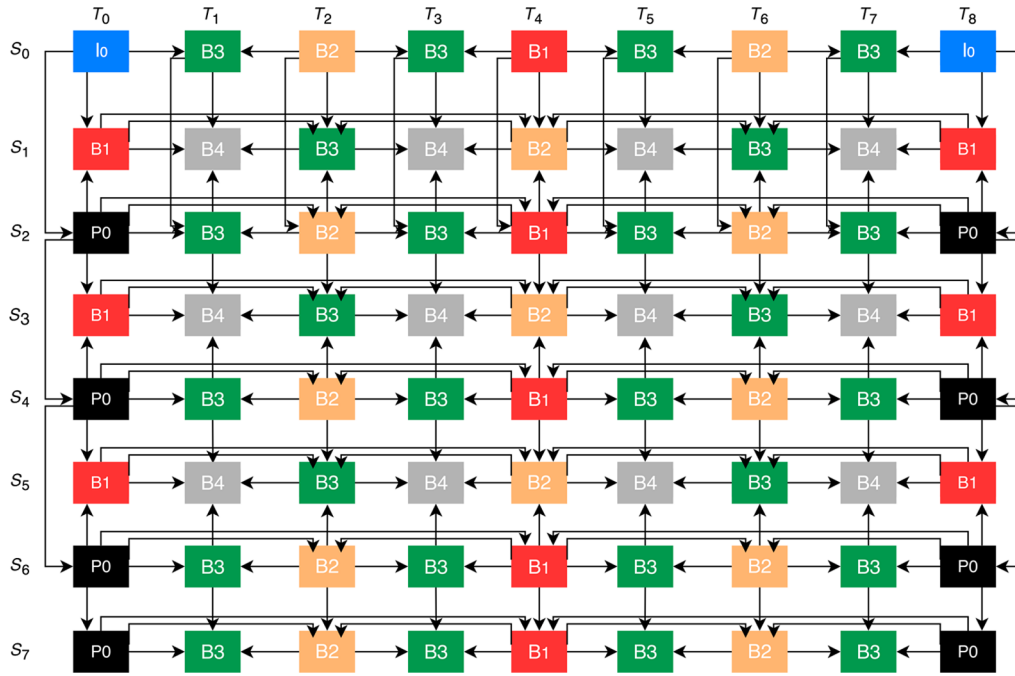 T0 T1 T2 T3 T4 T5 T6 T7 T8
S0 I0 B3 B2 B3 B1 B3 B2 B3 I0
S1 B1 B4 B3 B4 B2 B4 B3 B4 B1
S2 P0 B3 B2 B3 B1 B3 B2 B3 P0
S3 B1 B4 B3 B4 B2 B4 B3 B4 B1
S4 P0 B3 B2 B3 B1 B3 B2 B3 P0
S5 B1 B4 B3 B4 B2 B4 B3 B4 B1
S6 P0 B3 B2 B3 B1 B3 B2 B3 P0
S7 P0 B3 B2 B3 B1 B3 B2 B3 P0